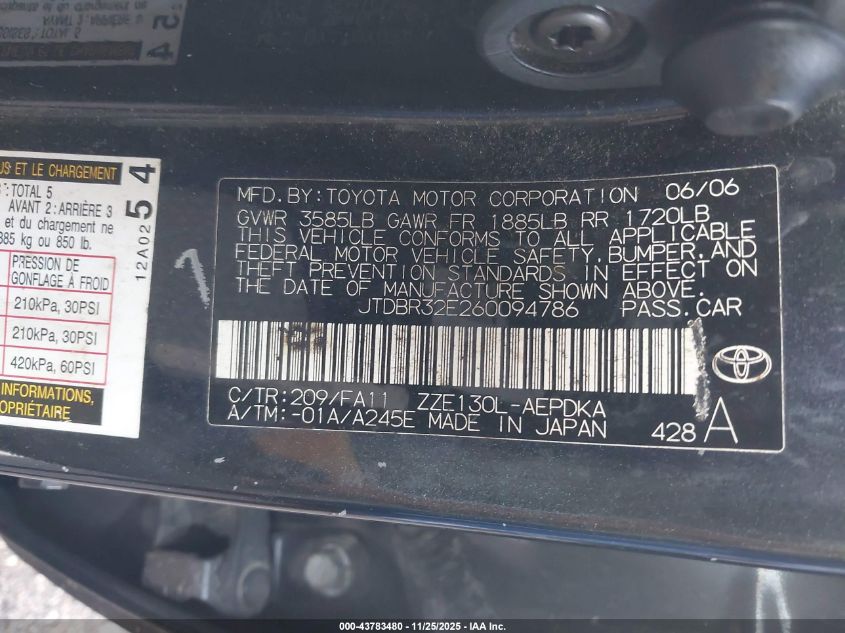 US ET LE CHARGEMENT
TOTAL 5
AVANT 2: ARRIÈRE 3
et du chargement ne
385 kg ou 850 lb.
PRESSION DE
GONFLAGE À FROID
210kPa, 30PSI
210kPa, 30PSI
420kPa, 60PSI
INFORMATIONS,
12A02 54
MFD.BY:TOYOTA MOTOR CORPORATION 06/06
GVWR 3585LB GAWR FR 1885LB RR 1720LB
THIS VEHICLE CONFORMS TO ALL APPLICABLE
FEDERAL MOTOR VEHICLE SAFETY, BUMPER, AND
THEFT PREVENTION STANDARDS IN EFFECT ON
THE DATE OF MANUFACTURE SHOWN ABOVE.
JTDBR32E260094786 PASS.CAR
C/TR:209/FA11 ZZE130L-AEPDKA
A/TM:-01A/A245E MADE IN JAPAN
428 A
000-43783480 - 11/25/2025 - IAA Inc.